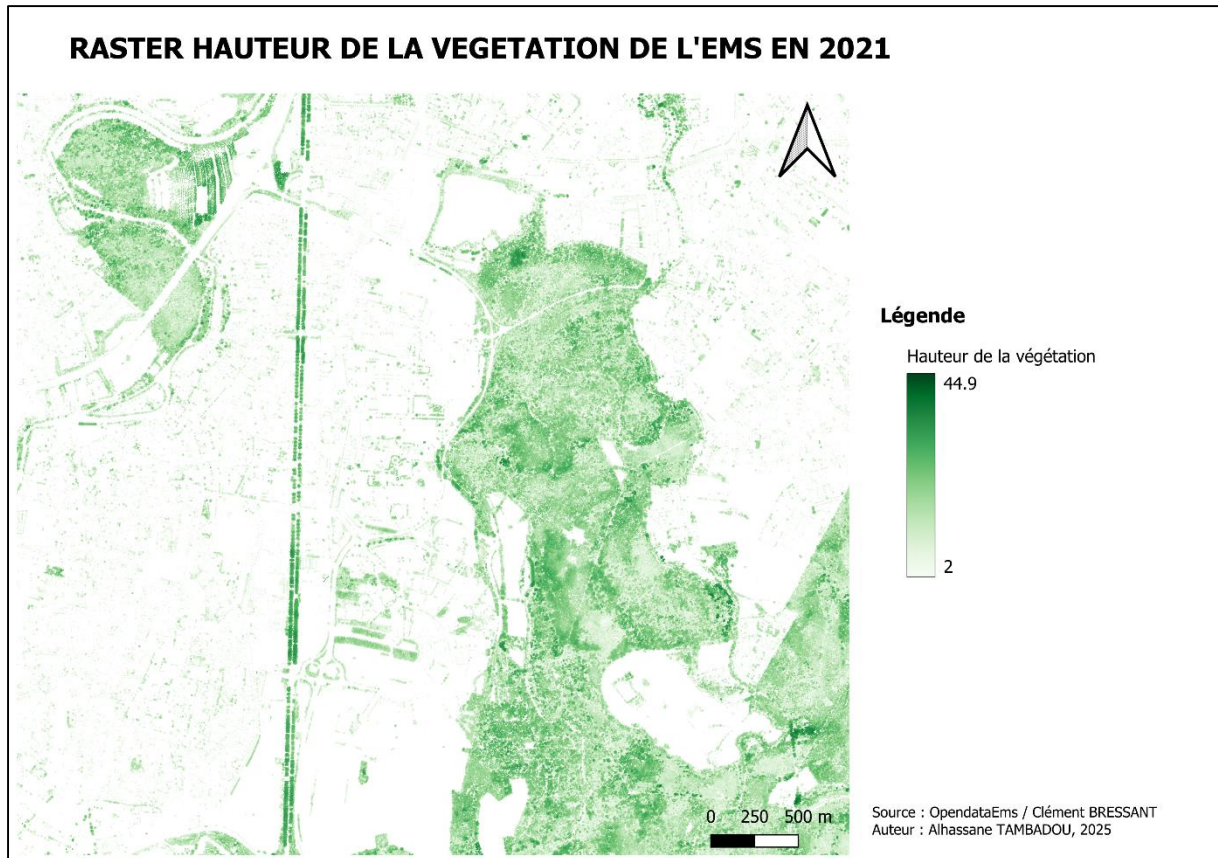 RASTER HAUTEUR DE LA VEGETATION DE L'EMS EN 2021
Légende
Hauteur de la végétation
44.9
2
0 250 500 m
Source : OpendataEms / Clément BRESSANT
Auteur : Alhassane TAMBADOU, 2025